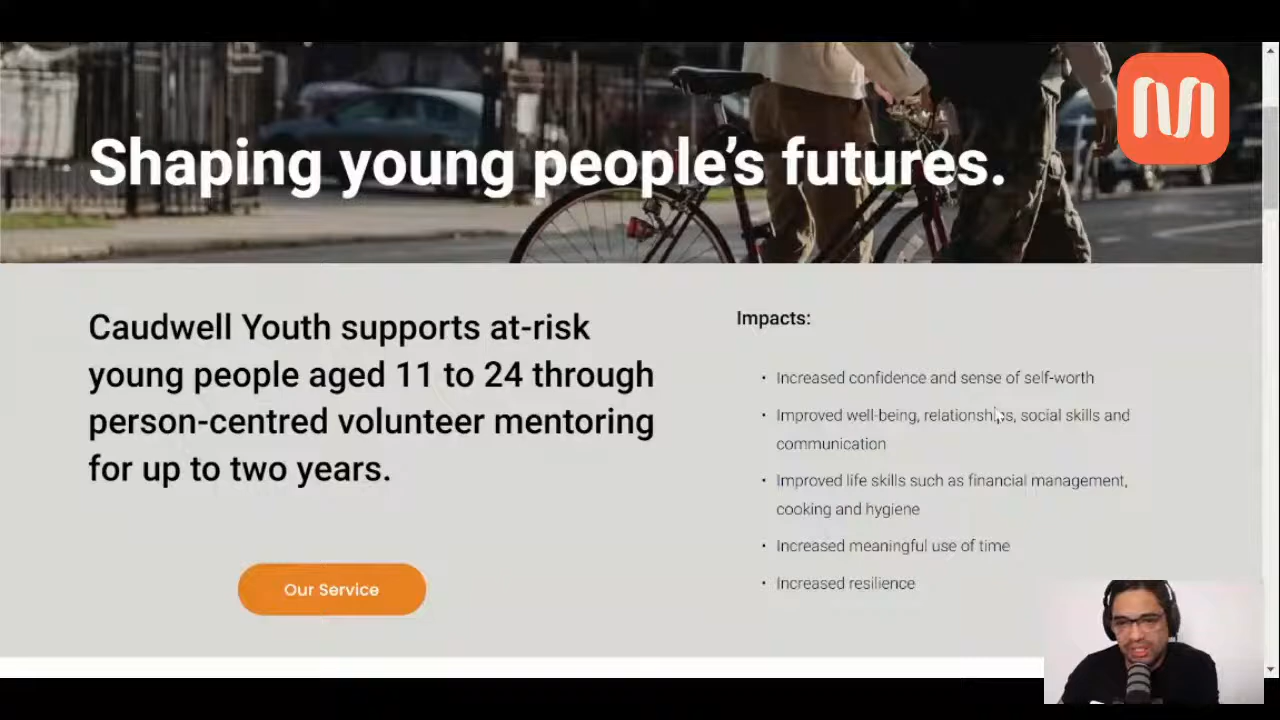 Shaping young people’s futures.
Caudwell Youth supports at-risk
young people aged 11 to 24 through
person-centred volunteer mentoring
for up to two years.
Our Service
Impacts:
• Increased confidence and sense of self-worth
• Improved well-being, relationships, social skills and
communication
• Improved life skills such as financial management,
cooking and hygiene
• Increased meaningful use of time
• Increased resilience